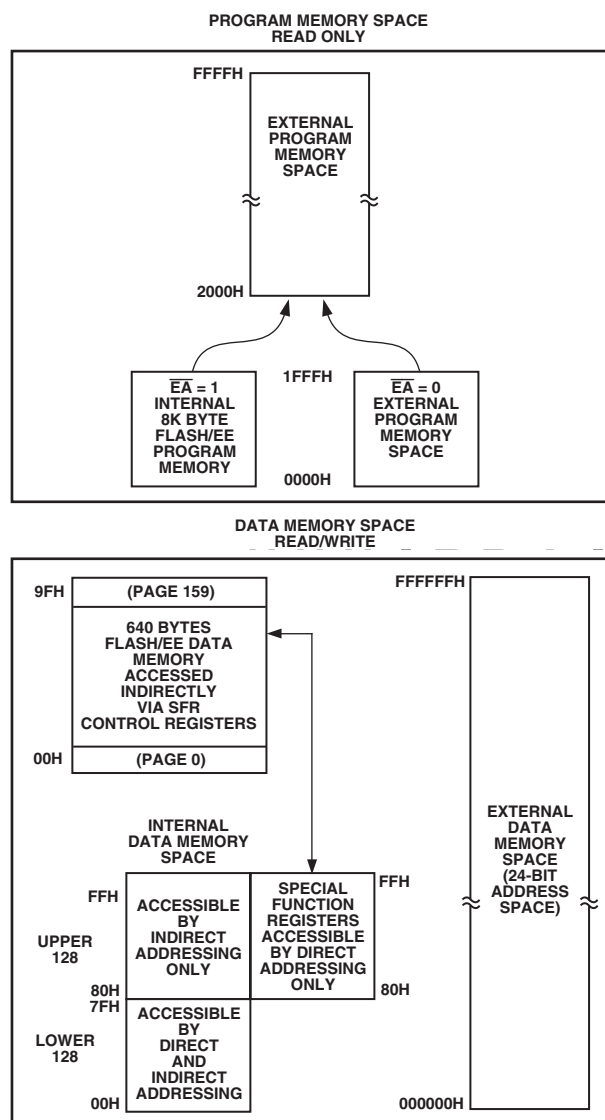 PROGRAM MEMORY SPACE
READ ONLY
FFFFH
EXTERNAL
PROGRAM
MEMORY
SPACE
2000H
1FFFH
EA = 1
INTERNAL
8K BYTE
FLASH/EE
PROGRAM
MEMORY
EA = 0
EXTERNAL
PROGRAM
MEMORY
SPACE
0000H
DATA MEMORY SPACE
READ/WRITE
9FH
(PAGE 159)
640 BYTES
FLASH/EE DATA
MEMORY
ACCESSED
INDIRECTLY
VIA SFR
CONTROL REGISTERS
00H
(PAGE 0)
INTERNAL
DATA MEMORY
SPACE
FFH
UPPER
128
80H
ACCESSIBLE
BY
INDIRECT
ADDRESSING
ONLY
SPECIAL
FUNCTION
REGISTERS
ACCESSIBLE
BY DIRECT
ADDRESSING
ONLY
FFH
80H
7FH
LOWER
128
00H
ACCESSIBLE
BY
DIRECT
AND
INDIRECT
ADDRESSING
FFFFFFH
EXTERNAL
DATA
MEMORY
SPACE
(24-BIT
ADDRESS
SPACE)
000000H